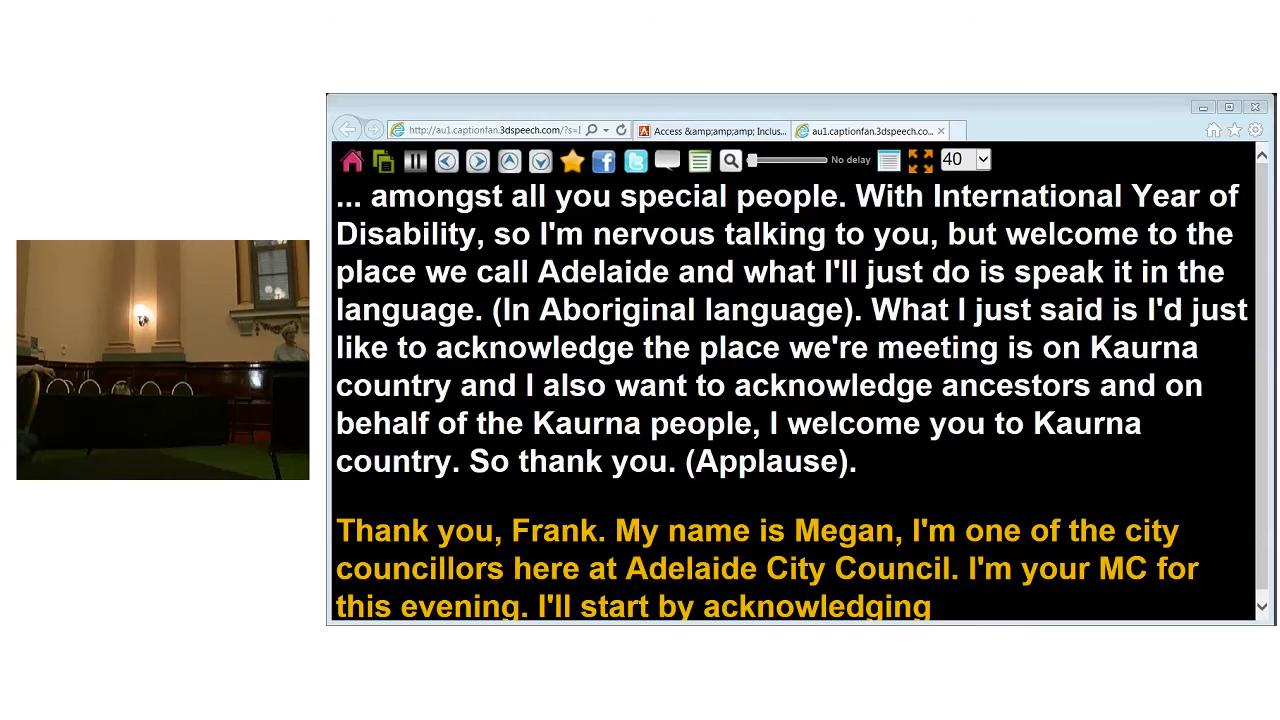 http://au1.captionfan.3dspeech.com/?s=I
Access &amp;amp;amp; Inclus...
au1.captionfan.3dspeech.co...
No delay
40
... amongst all you special people. With International Year of
Disability, so I'm nervous talking to you, but welcome to the
place we call Adelaide and what I'll just do is speak it in the
language. (In Aboriginal language). What I just said is I'd just
like to acknowledge the place we're meeting is on Kaurna
country and I also want to acknowledge ancestors and on
behalf of the Kaurna people, I welcome you to Kaurna
country. So thank you. (Applause).
Thank you, Frank. My name is Megan, I'm one of the city
councillors here at Adelaide City Council. I'm your MC for
this evening. I'll start by acknowledging